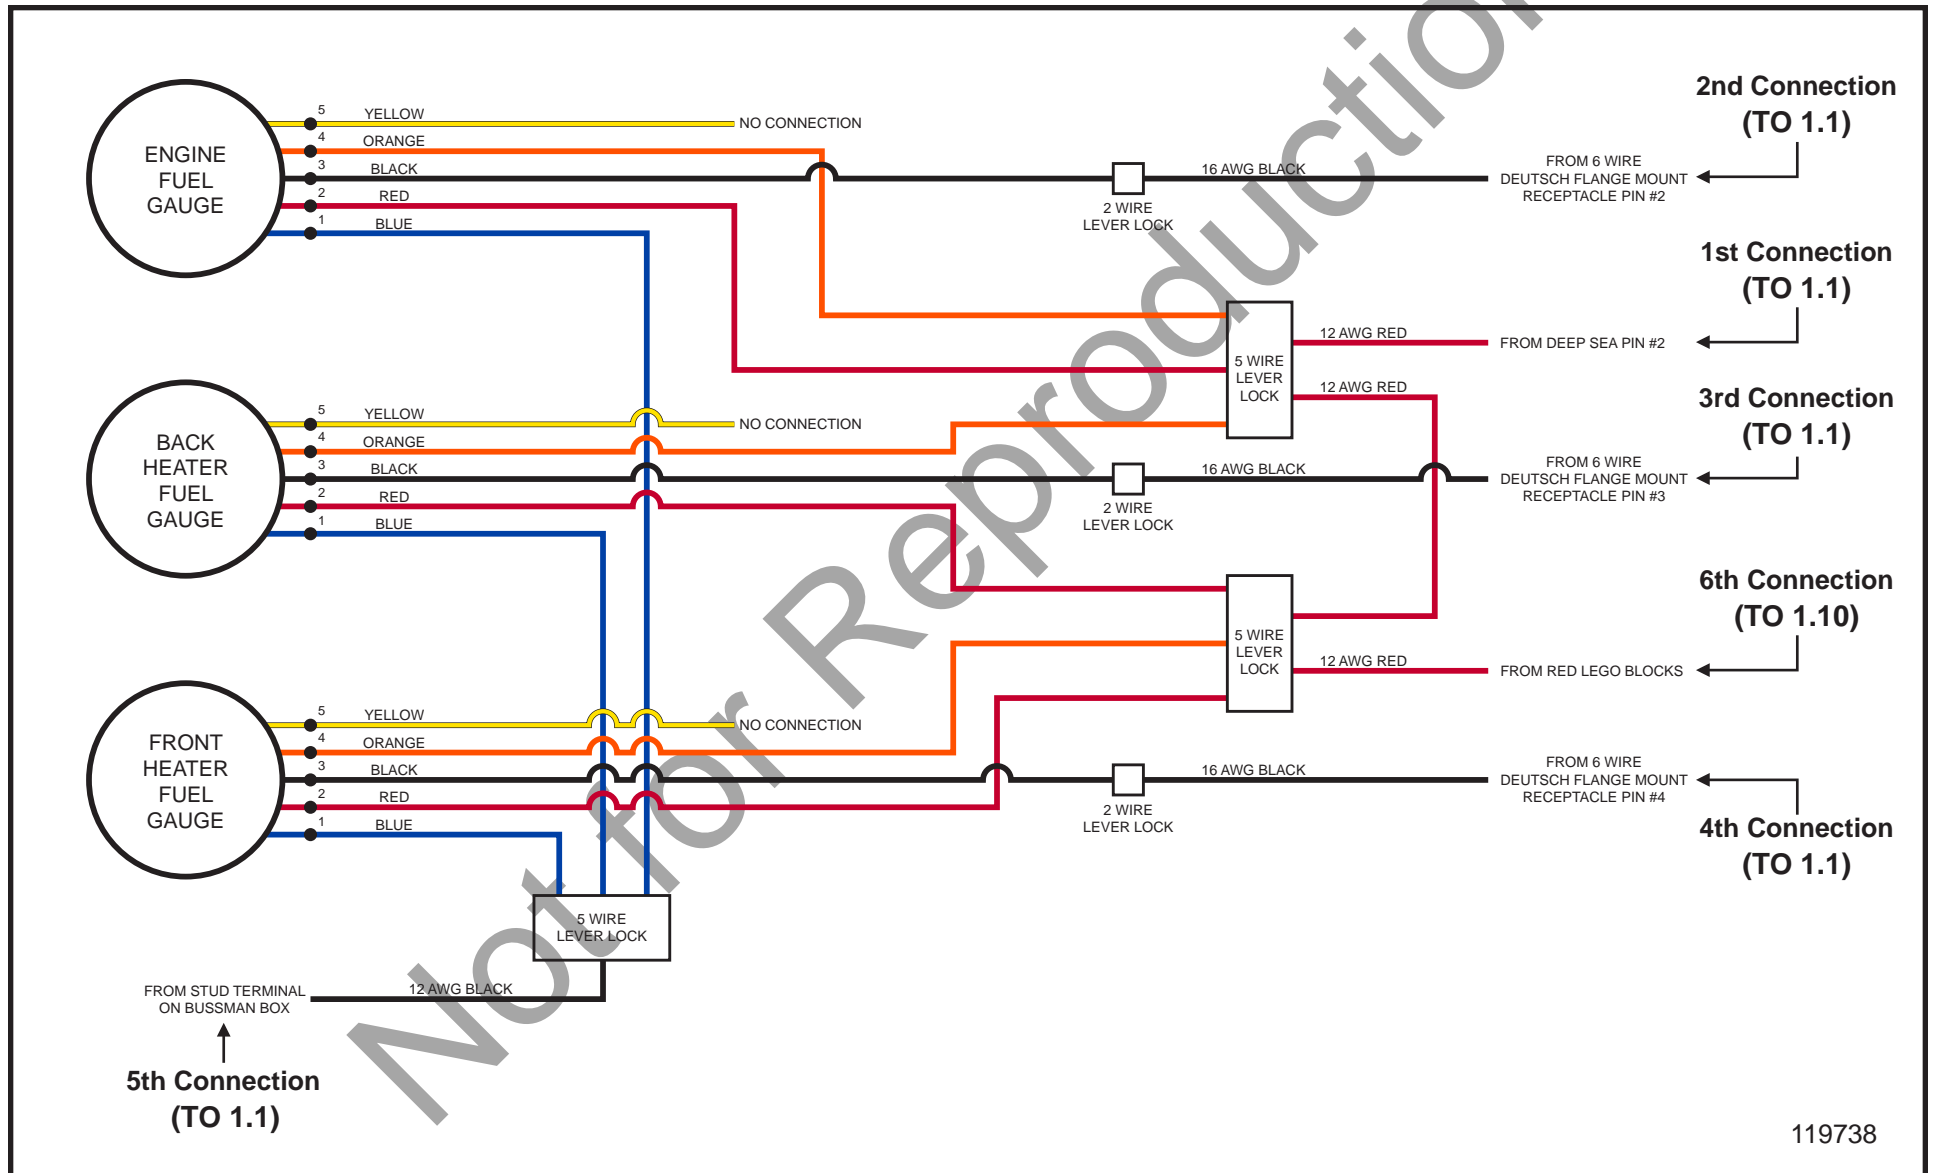 ENGINE
FUEL
GAUGE
5 YELLOW
NO CONNECTION
4 ORANGE
3 BLACK
2 RED
1 BLUE
2 WIRE
LEVER LOCK
16 AWG BLACK
FROM 6 WIRE
DEUTSCH FLANGE MOUNT
RECEPTACLE PIN #2
2nd Connection
(TO 1.1)
1st Connection
(TO 1.1)
5 WIRE
LEVER
LOCK
12 AWG RED
FROM DEEP SEA PIN #2
12 AWG RED
3rd Connection
(TO 1.1)
BACK
HEATER
FUEL
GAUGE
5 YELLOW
NO CONNECTION
4 ORANGE
3 BLACK
2 RED
1 BLUE
2 WIRE
LEVER LOCK
16 AWG BLACK
FROM 6 WIRE
DEUTSCH FLANGE MOUNT
RECEPTACLE PIN #3
6th Connection
(TO 1.10)
5 WIRE
LEVER
LOCK
12 AWG RED
FROM RED LEGO BLOCKS
FRONT
HEATER
FUEL
GAUGE
5 YELLOW
NO CONNECTION
4 ORANGE
3 BLACK
2 RED
1 BLUE
2 WIRE
LEVER LOCK
16 AWG BLACK
FROM 6 WIRE
DEUTSCH FLANGE MOUNT
RECEPTACLE PIN #4
4th Connection
(TO 1.1)
5 WIRE
LEVER LOCK
FROM STUD TERMINAL
ON BUSSMAN BOX
12 AWG BLACK
5th Connection
(TO 1.1)
119738
Not for Reproduction